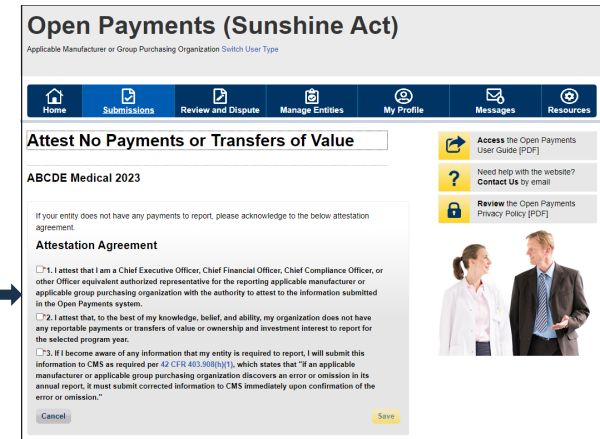 Open Payments (Sunshine Act)
Applicable Manufacturer or Group Purchasing Organization Switch User Type
Home Submissions Review and Dispute Manage Entities My Profile Messages Resources
Attest No Payments or Transfers of Value
ABCDE Medical 2023
If your entity does not have any payments to report, please acknowledge to the below attestation
agreement.
Attestation Agreement
*1. I attest that I am a Chief Executive Officer, Chief Financial Officer, Chief Compliance Officer, or
other Officer equivalent authorized representative for the reporting applicable manufacturer or
applicable group purchasing organization with the authority to attest to the information submitted
in the Open Payments system.
*2. I attest that, to the best of my knowledge, belief, and ability, my organization does not have
any reportable payments or transfers of value or ownership and investment interest to report for
the selected program year.
*3. If I become aware of any information that my entity is required to report, I will submit this
information to CMS as required per 42 CFR 403.908(h)(1), which states that "if an applicable
manufacturer or applicable group purchasing organization discovers an error or omission in its
annual report, it must submit corrected information to CMS immediately upon confirmation of the
error or omission."
Cancel Save
Access the Open Payments
User Guide [PDF]
Need help with the website?
Contact Us by email
Review the Open Payments
Privacy Policy [PDF]